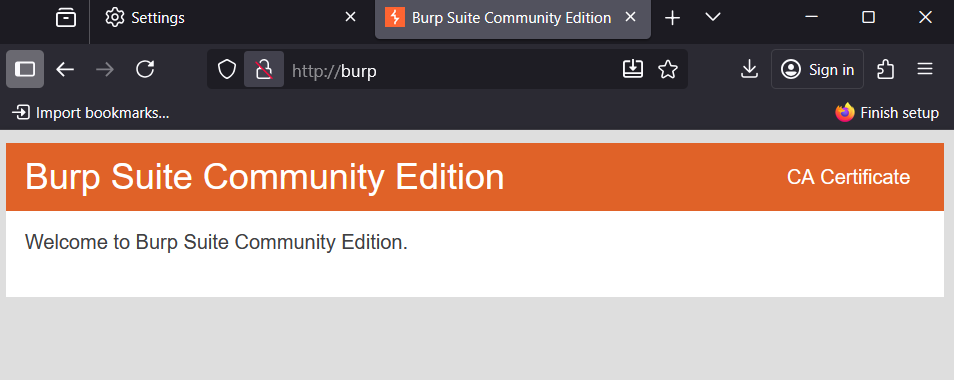 Settings
Burp Suite Community Edition
http://burp
Sign in
Import bookmarks...
Finish setup
Burp Suite Community Edition
CA Certificate
Welcome to Burp Suite Community Edition.